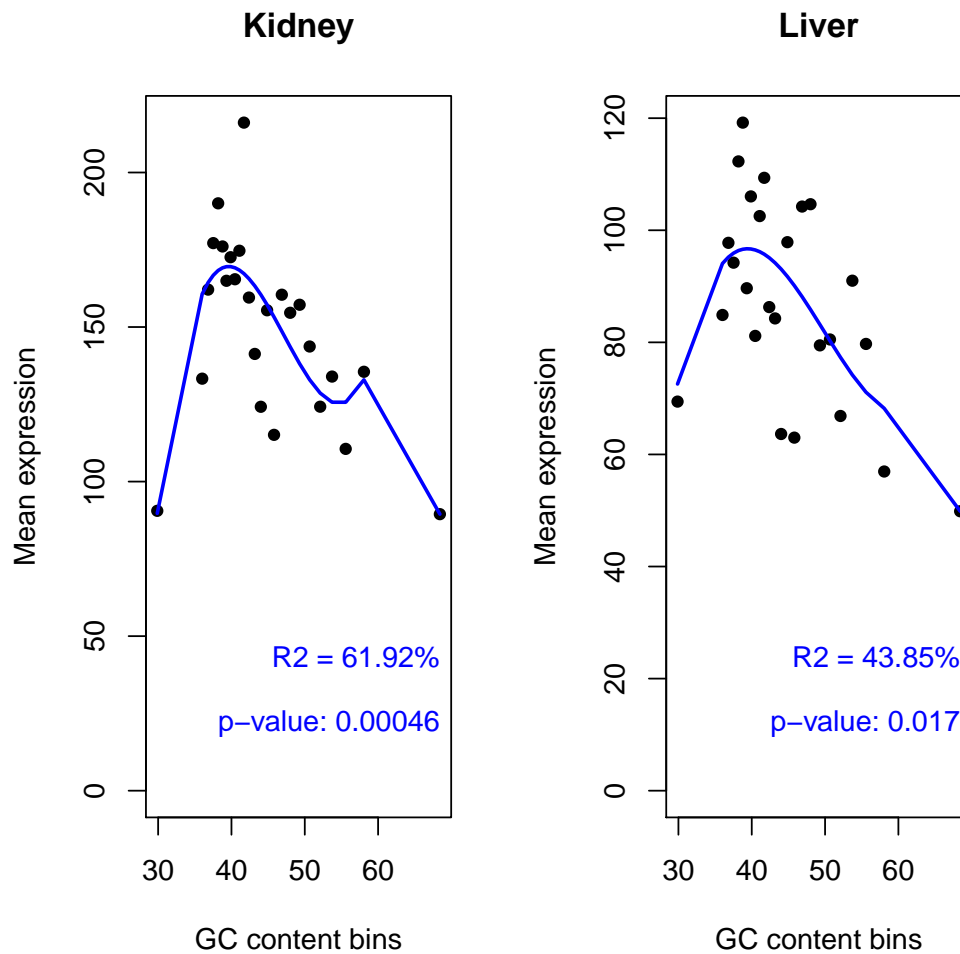 Kidney
Mean expression
200
150
100
50
0
R2 = 61.92%
p−value: 0.00046
30 40 50 60
GC content bins
Liver
Mean expression
120
100
80
60
40
20
0
R2 = 43.85%
p−value: 0.017
30 40 50 60
GC content bins